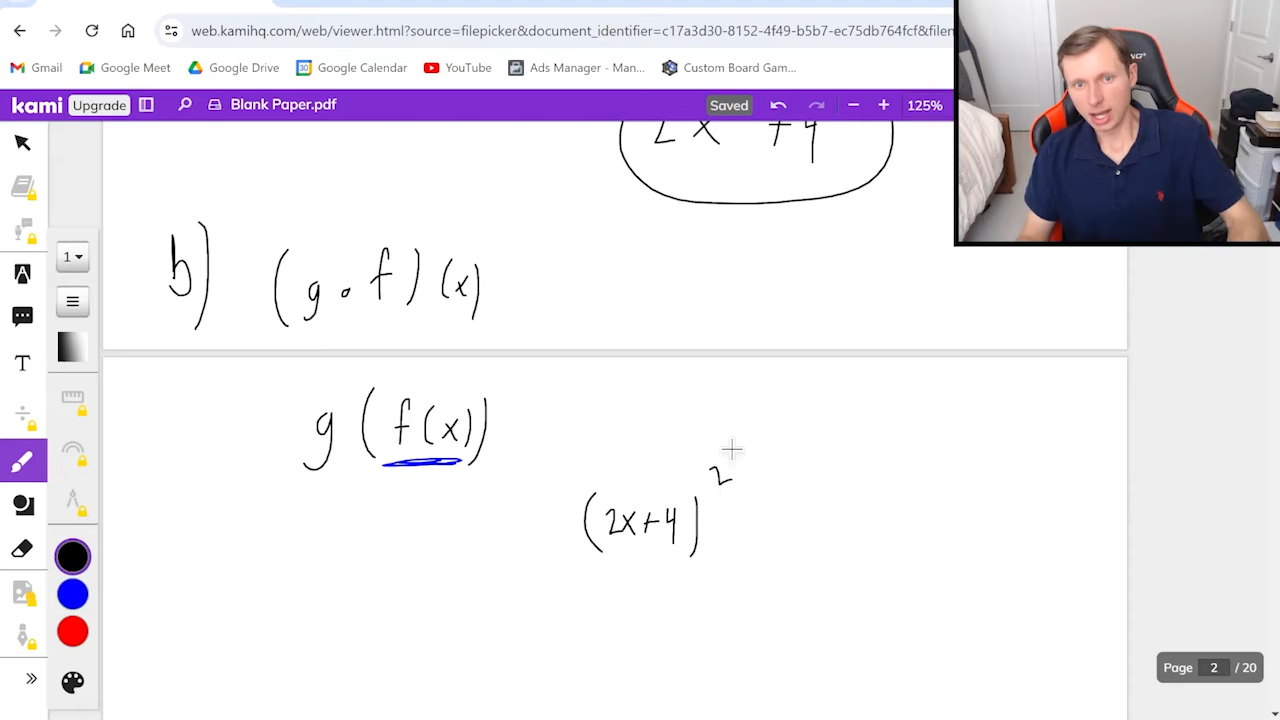 web.kamihq.com/web/viewer.html?source=filepicker&document_identifier=c17a3d30-8152-4f49-b5b7-ec75db764fcf&filen
Gmail Google Meet Google Drive 30 Google Calendar YouTube Ads Manager - Man... Custom Board Gam...
kami Upgrade Blank Paper.pdf Saved 125%
2x + 4
b) (g∘f)(x)
1
g(f(x))
(2x+4)²
T
Page 2 / 20